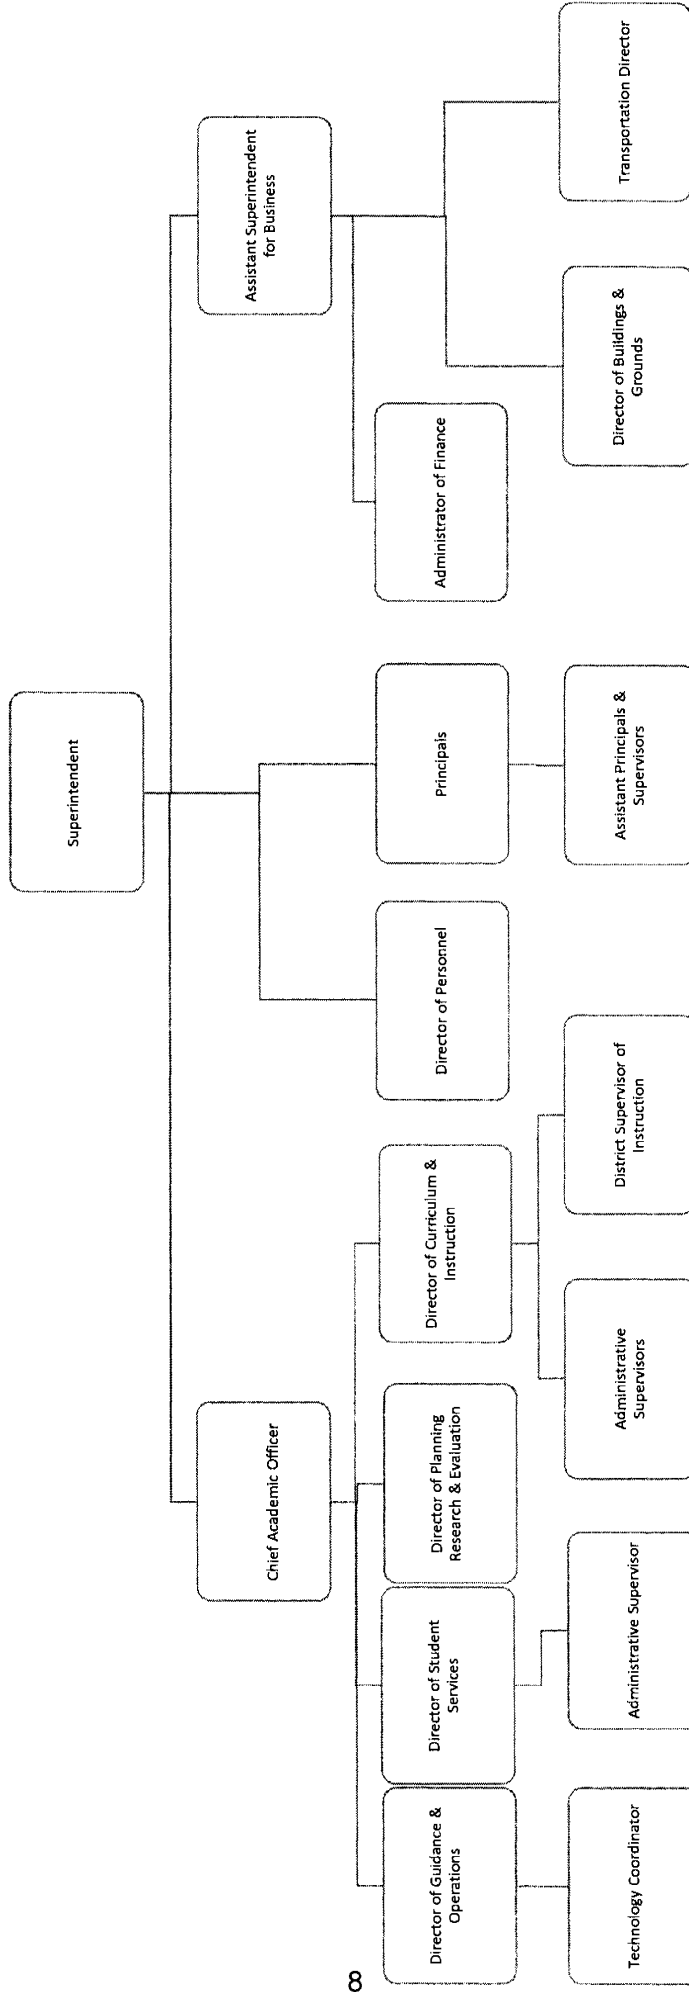 Superintendent
Chief Academic Officer
Assistant Superintendent
for Business
Director of Guidance &
Operations
Director of Student
Services
Director of Planning
Research & Evaluation
Director of Curriculum &
Instruction
Director of Personnel
Principals
Administrator of Finance
Technology Coordinator
Administrative Supervisor
Administrative
Supervisors
District Supervisor of
Instruction
Assistant Principals &
Supervisors
Director of Buildings &
Grounds
Transportation Director
8